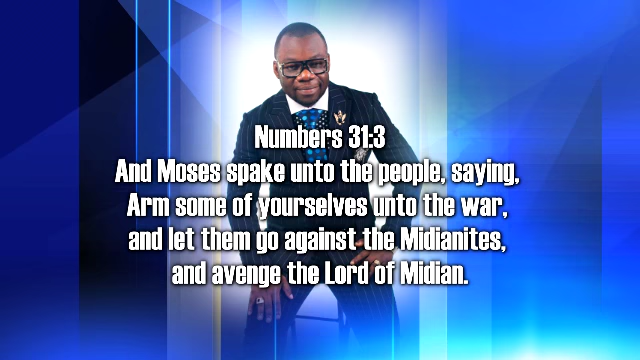 Numbers 31:3
And Moses spake unto the people, saying,
Arm some of yourselves unto the war,
and let them go against the Midianites,
and avenge the Lord of Midian.